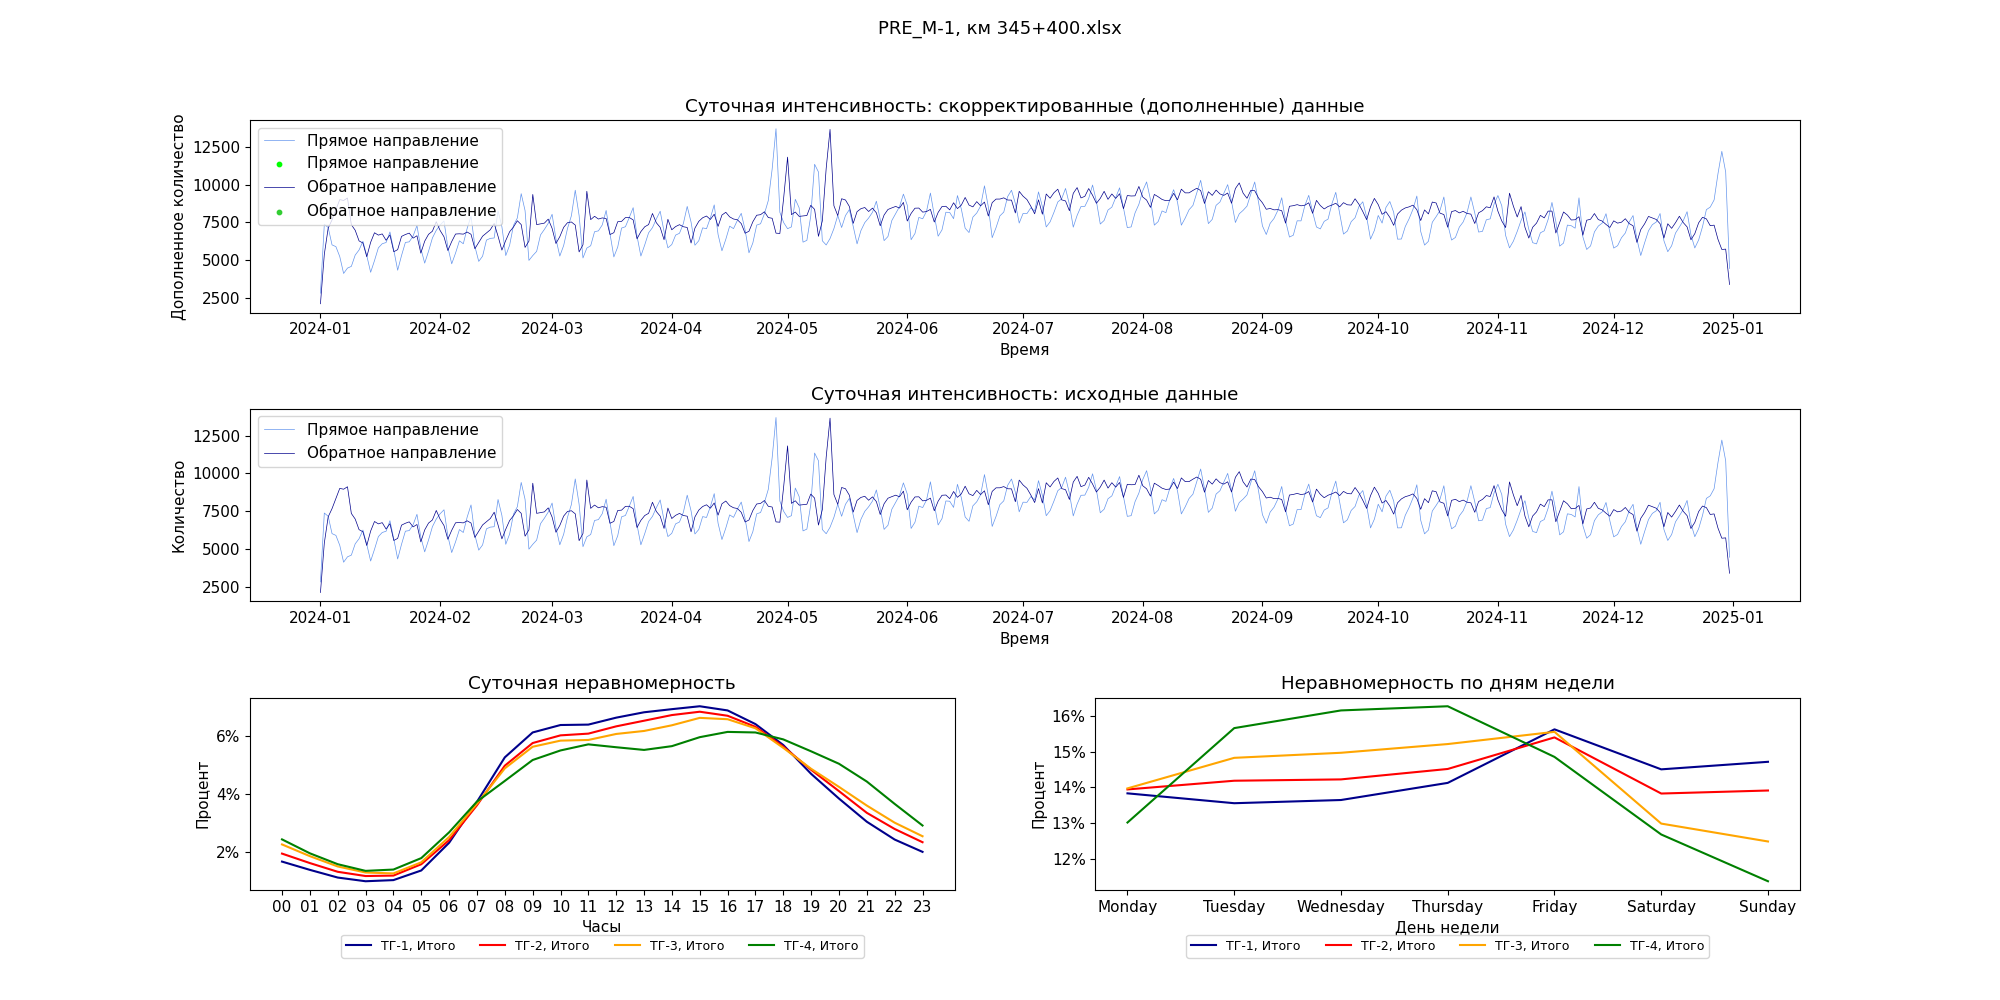 PRE_M-1, км 345+400.xlsx
Суточная интенсивность: скорректированные (дополненные) данные
Дополненное количество
12500
10000
7500
5000
2500
Прямое направление
Прямое направление
Обратное направление
Обратное направление
2024-01 2024-02 2024-03 2024-04 2024-05 2024-06 2024-07 2024-08 2024-09 2024-10 2024-11 2024-12 2025-01
Время
Суточная интенсивность: исходные данные
Количество
12500
10000
7500
5000
2500
Прямое направление
Обратное направление
2024-01 2024-02 2024-03 2024-04 2024-05 2024-06 2024-07 2024-08 2024-09 2024-10 2024-11 2024-12 2025-01
Время
Суточная неравномерность
Процент
6%
4%
2%
00 01 02 03 04 05 06 07 08 09 10 11 12 13 14 15 16 17 18 19 20 21 22 23
Часы
ТГ-1, Итого ТГ-2, Итого ТГ-3, Итого ТГ-4, Итого
Неравномерность по дням недели
Процент
16%
15%
14%
13%
12%
Monday Tuesday Wednesday Thursday Friday Saturday Sunday
День недели
ТГ-1, Итого ТГ-2, Итого ТГ-3, Итого ТГ-4, Итого